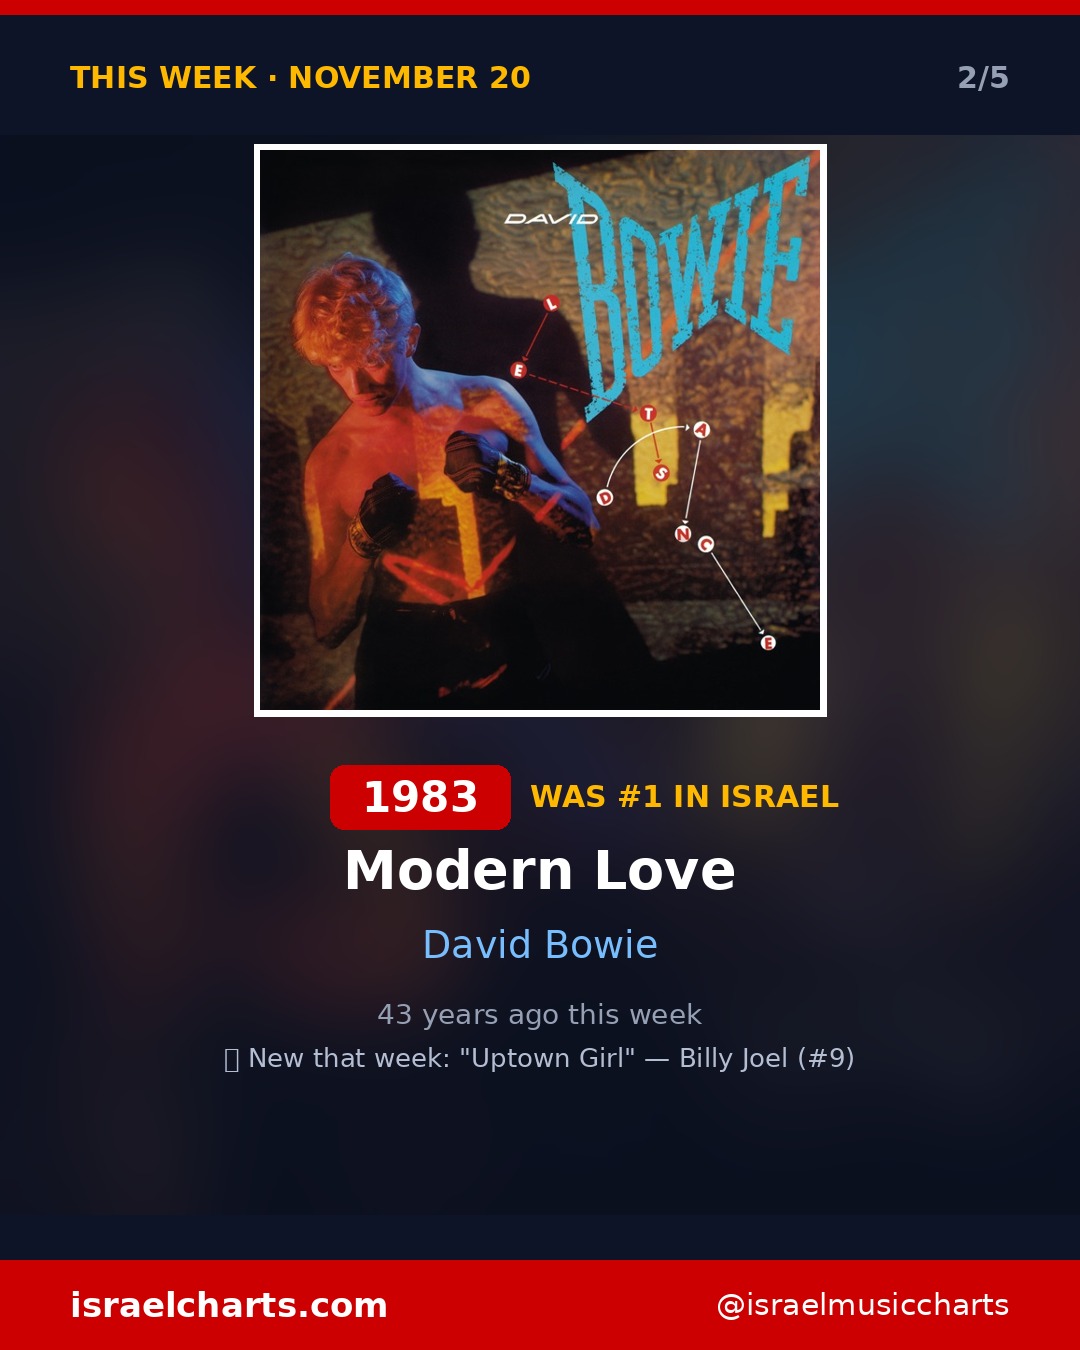 THIS WEEK · NOVEMBER 20
2/5
DAVID
BOWIE
L
E
T
S
D
A
N
C
E
1983
WAS #1 IN ISRAEL
Modern Love
David Bowie
43 years ago this week
New that week: "Uptown Girl" — Billy Joel (#9)
israelcharts.com
@israelmusiccharts